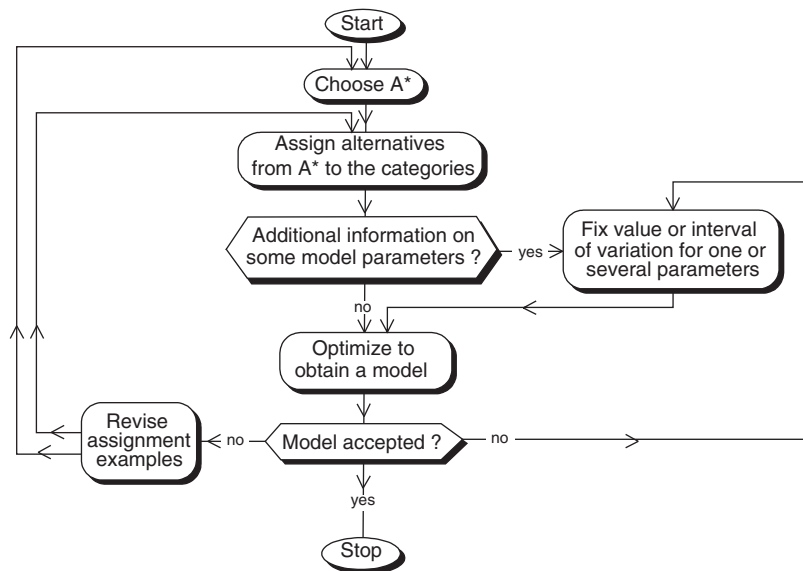 Start
Choose A*
Assign alternatives
from A* to the categories
Additional information on
some model parameters ?
yes
Fix value or interval
of variation for one or
several parameters
no
Optimize to
obtain a model
Revise
assignment
examples
no
Model accepted ?
no
yes
Stop